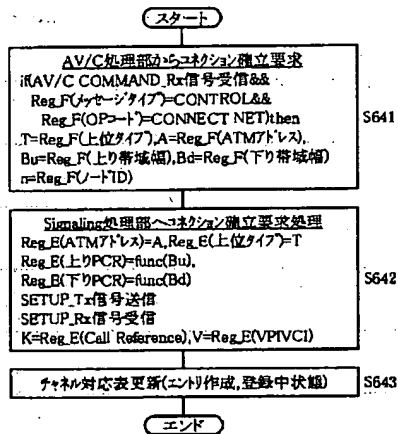 スタート
AV/C処理部からコネクション確立要求
if(AV/C COMMAND_Rx信号受信&&
Reg_F(メッセージタイプ)=CONTROL&&
Reg_F(OPコード)=CONNECT NET)then
T=Reg_F(上位タイプ),A=Reg_F(ATMアドレス),
Bu=Reg_F(上り帯域幅),Bd=Reg_F(下り帯域幅)
n=Reg_F(ノードID)
S641
Signaling処理部へコネクション確立要求処理
Reg_E(ATMアドレス)=A,Reg_E(上位タイプ)=T
Reg_E(上りPCR)=func(Bu),
Reg_E(下りPCR)=func(Bd)
SETUP_Tx信号送信
SETUP_Rx信号受信
K=Reg_E(Call Reference),V=Reg_E(VPIVCI)
S642
チャネル対応表更新(エントリ作成,登録中状態)
S643
エンド